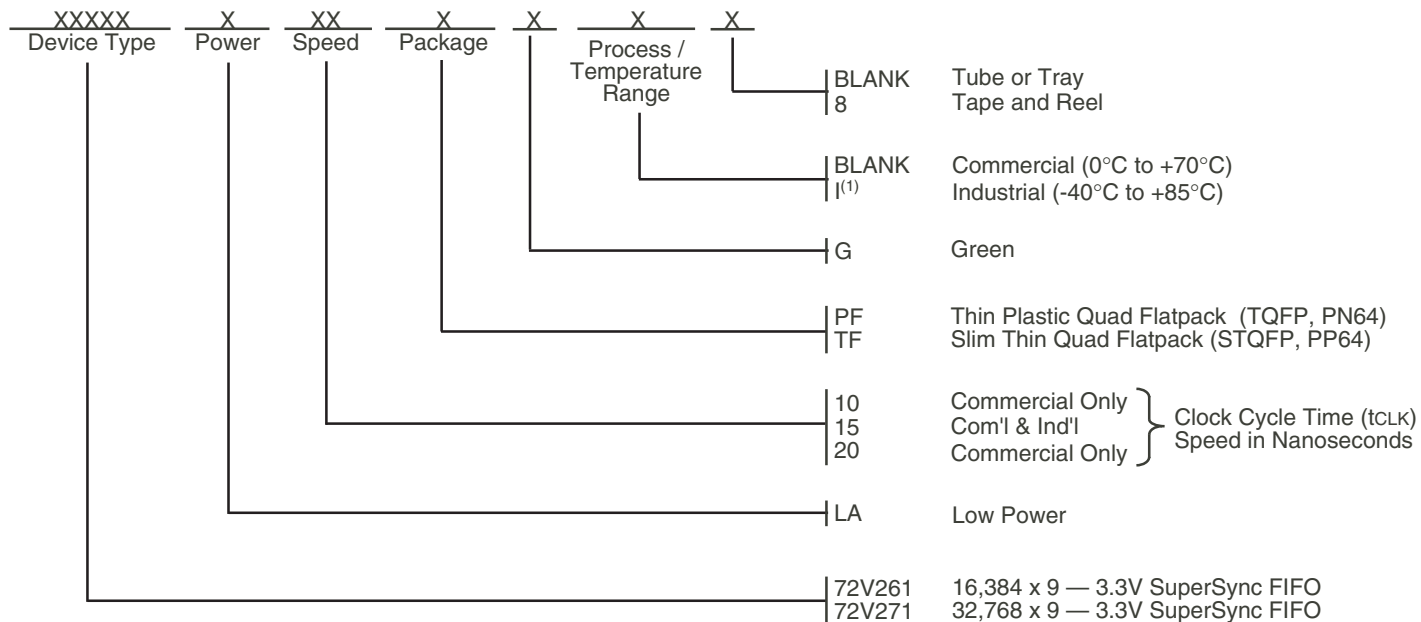 XXXXX X XX X X X X
Device Type Power Speed Package
Process /
Temperature
Range
BLANK Tube or Tray
8 Tape and Reel
BLANK Commercial (0°C to +70°C)
I(1) Industrial (-40°C to +85°C)
G Green
PF Thin Plastic Quad Flatpack (TQFP, PN64)
TF Slim Thin Quad Flatpack (STQFP, PP64)
10 Commercial Only
15 Com'l & Ind'l
20 Commercial Only
Clock Cycle Time (tCLK)
Speed in Nanoseconds
LA Low Power
72V261 16,384 x 9 — 3.3V SuperSync FIFO
72V271 32,768 x 9 — 3.3V SuperSync FIFO